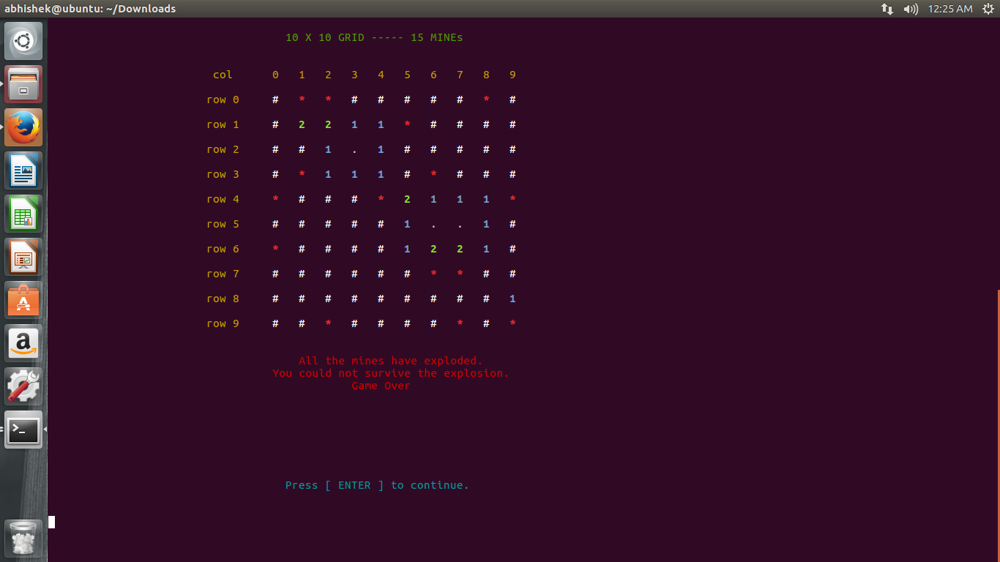 abhishek@ubuntu: ~/Downloads 12:25 AM
10 X 10 GRID ----- 15 MINEs
col 0 1 2 3 4 5 6 7 8 9
row 0 # * * # # # # # * #
row 1 # 2 2 1 1 * # # # #
row 2 # # 1 . 1 # # # # #
row 3 # * 1 1 1 # * # # #
row 4 * # # # * 2 1 1 1 *
row 5 # # # # # 1 . . 1 #
row 6 * # # # # 1 2 2 1 #
row 7 # # # # # # * * # #
row 8 # # # # # # # # # 1
row 9 # # * # # # # * # *
All the mines have exploded.
You could not survive the explosion.
Game Over
Press [ ENTER ] to continue.